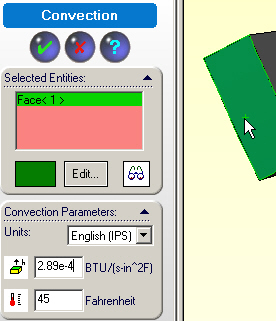 Convection
?
Selected Entities:
Face< 1 >
Edit...
Convection Parameters:
Units: English (IPS)
h 2.89e-4 BTU/(s-in^2F)
45 Fahrenheit